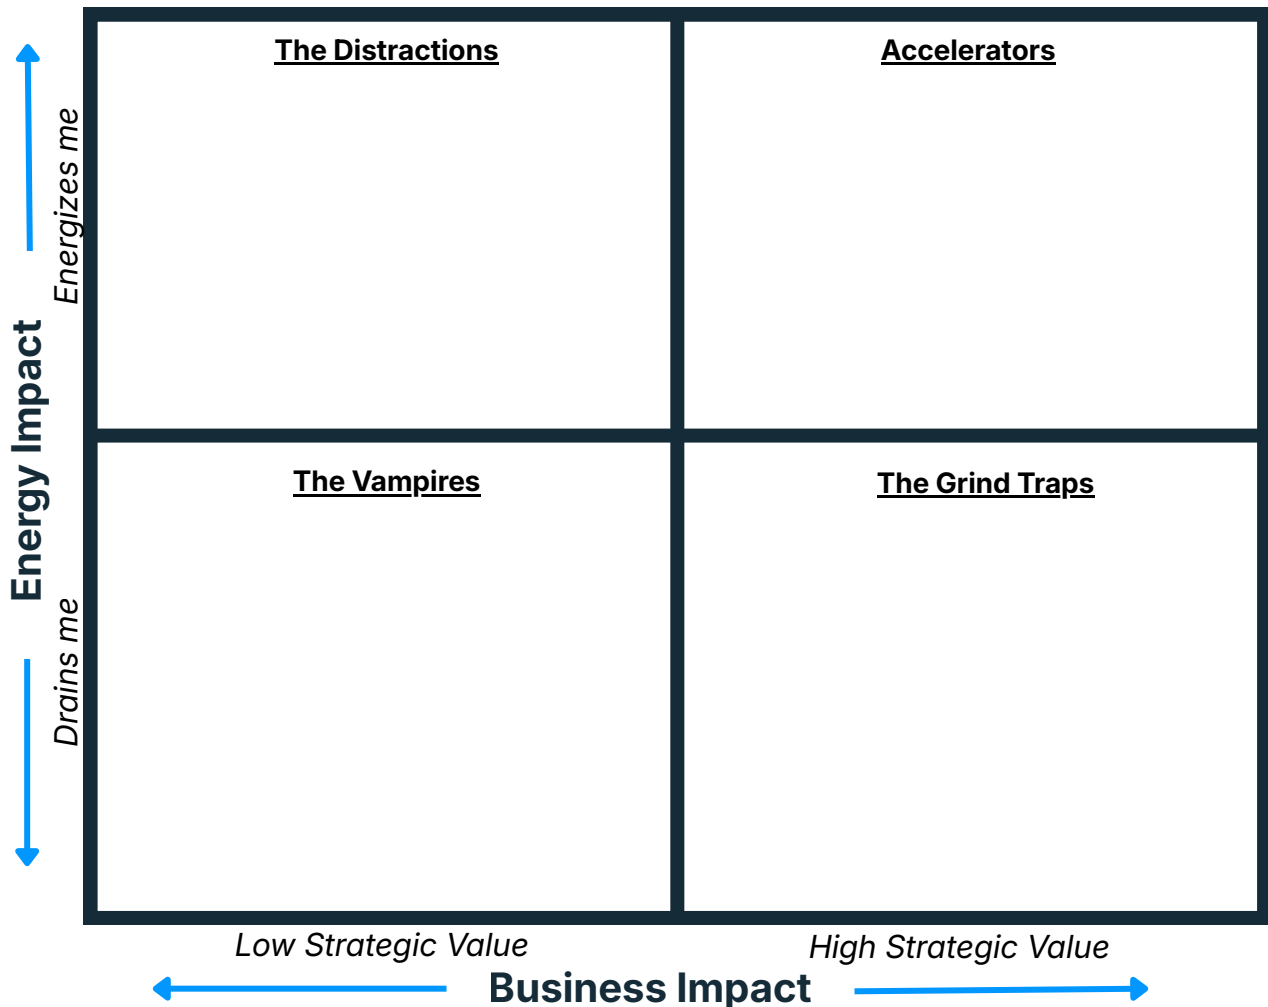 The Distractions
Accelerators
Energizes me
Energy Impact
Drains me
The Vampires
The Grind Traps
Low Strategic Value
High Strategic Value
Business Impact